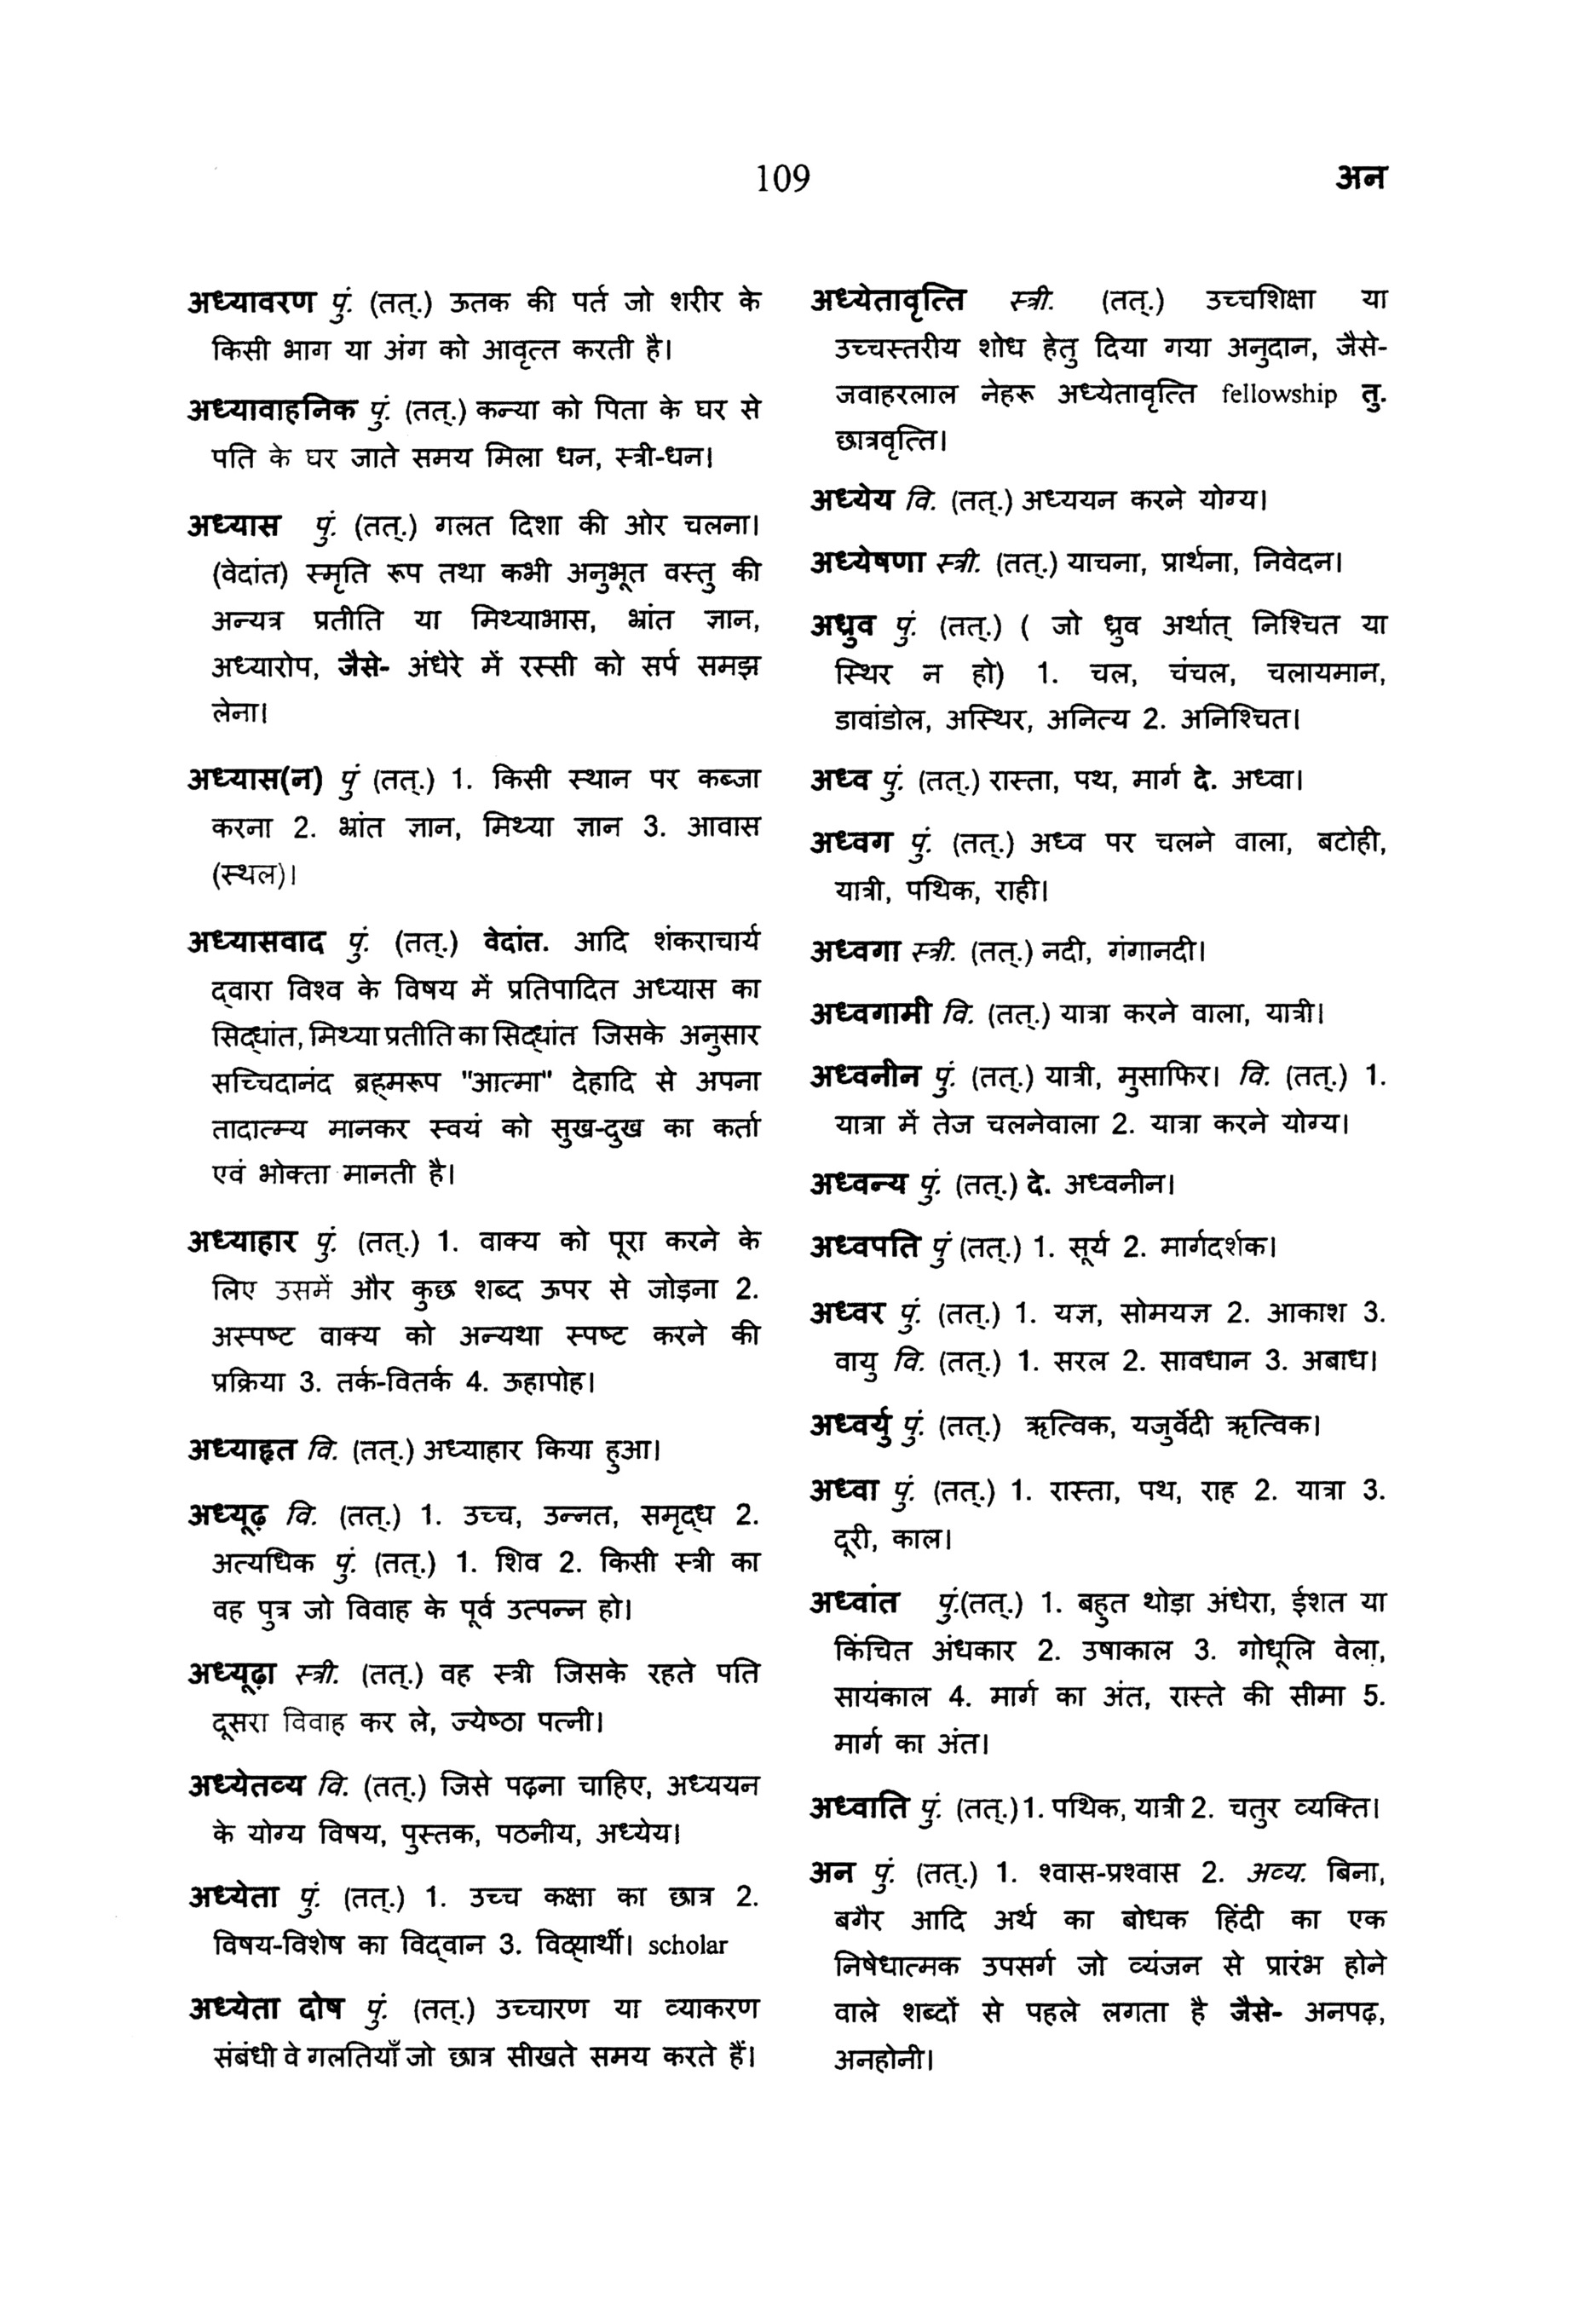 109
अन
अध्यावरण पुं. (तत्.) ऊतक की पर्त जो शरीर के
किसी भाग या अंग को आवृत्त करती है।
अध्यावाहनिक पुं. (तत्.) कन्या को पिता के घर से
पति के घर जाते समय मिला धन, स्त्री-धन।
अध्यास पुं. (तत्.) गलत दिशा की ओर चलना।
(वेदांत) स्मृति रूप तथा कभी अनुभूत वस्तु की
अन्यत्र प्रतीति या मिथ्याभास, भ्रांत ज्ञान,
अध्यारोप, जैसे- अंधेरे में रस्सी को सर्प समझ
लेना।
अध्यास(न) पुं (तत्.) 1. किसी स्थान पर कब्जा
करना 2. भ्रांत ज्ञान, मिथ्या ज्ञान 3. आवास
(स्थल)।
अध्यासवाद पुं. (तत्.) वेदांत. आदि शंकराचार्य
द्वारा विश्व के विषय में प्रतिपादित अध्यास का
सिद्धांत, मिथ्या प्रतीति का सिद्धांत जिसके अनुसार
सच्चिदानंद ब्रह्मरूप "आत्मा" देहादि से अपना
तादात्म्य मानकर स्वयं को सुख-दुख का कर्ता
एवं भोक्ता मानती है।
अध्याहार पुं. (तत्.) 1. वाक्य को पूरा करने के
लिए उसमें और कुछ शब्द ऊपर से जोड़ना 2.
अस्पष्ट वाक्य को अन्यथा स्पष्ट करने की
प्रक्रिया 3. तर्क-वितर्क 4. ऊहापोह।
अध्याहृत वि. (तत्.) अध्याहार किया हुआ।
अध्यूढ़ वि. (तत्.) 1. उच्च, उन्नत, समृद्ध 2.
अत्यधिक पुं. (तत्.) 1. शिव 2. किसी स्त्री का
वह पुत्र जो विवाह के पूर्व उत्पन्न हो।
अध्यूढ़ा स्त्री. (तत्.) वह स्त्री जिसके रहते पति
दूसरा विवाह कर ले, ज्येष्ठा पत्नी।
अध्येतव्य वि. (तत्.) जिसे पढ़ना चाहिए, अध्ययन
के योग्य विषय, पुस्तक, पठनीय, अध्येय।
अध्येता पुं. (तत्.) 1. उच्च कक्षा का छात्र 2.
विषय-विशेष का विद्वान 3. विद्यार्थी। scholar
अध्येता दोष पुं. (तत्.) उच्चारण या व्याकरण
संबंधी वे गलतियाँ जो छात्र सीखते समय करते हैं।
अध्येतावृत्ति स्त्री. (तत्.) उच्चशिक्षा या
उच्चस्तरीय शोध हेतु दिया गया अनुदान, जैसे-
जवाहरलाल नेहरू अध्येतावृत्ति fellowship तु.
छात्रवृत्ति।
अध्येय वि. (तत्.) अध्ययन करने योग्य।
अध्येषणा स्त्री. (तत्.) याचना, प्रार्थना, निवेदन।
अध्रुव पुं. (तत्.) ( जो ध्रुव अर्थात् निश्चित या
स्थिर न हो) 1. चल, चंचल, चलायमान,
डावांडोल, अस्थिर, अनित्य 2. अनिश्चित।
अध्व पुं. (तत्.) रास्ता, पथ, मार्ग दे. अध्वा।
अध्वग पुं. (तत्.) अध्व पर चलने वाला, बटोही,
यात्री, पथिक, राही।
अध्वगा स्त्री. (तत्.) नदी, गंगानदी।
अध्वगामी वि. (तत्.) यात्रा करने वाला, यात्री।
अध्वनीन पुं. (तत्.) यात्री, मुसाफिर। वि. (तत्.) 1.
यात्रा में तेज चलनेवाला 2. यात्रा करने योग्य।
अध्वन्य पुं. (तत्.) दे. अध्वनीन।
अध्वपति पुं (तत्.) 1. सूर्य 2. मार्गदर्शक।
अध्वर पुं. (तत्.) 1. यज्ञ, सोमयज्ञ 2. आकाश 3.
वायु वि. (तत्.) 1. सरल 2. सावधान 3. अबाध।
अध्वर्यु पुं. (तत्.) ऋत्विक, यजुर्वेदी ऋत्विक।
अध्वा पुं. (तत्.) 1. रास्ता, पथ, राह 2. यात्रा 3.
दूरी, काल।
अध्वांत पुं.(तत्.) 1. बहुत थोड़ा अंधेरा, ईशत या
किंचित अंधकार 2. उषाकाल 3. गोधूलि वेला,
सायंकाल 4. मार्ग का अंत, रास्ते की सीमा 5.
मार्ग का अंत।
अध्वाति पुं. (तत्.)1. पथिक, यात्री 2. चतुर व्यक्ति।
अन पुं. (तत्.) 1. श्वास-प्रश्वास 2. अव्य. बिना,
बगैर आदि अर्थ का बोधक हिंदी का एक
निषेधात्मक उपसर्ग जो व्यंजन से प्रारंभ होने
वाले शब्दों से पहले लगता है जैसे- अनपढ़,
अनहोनी।